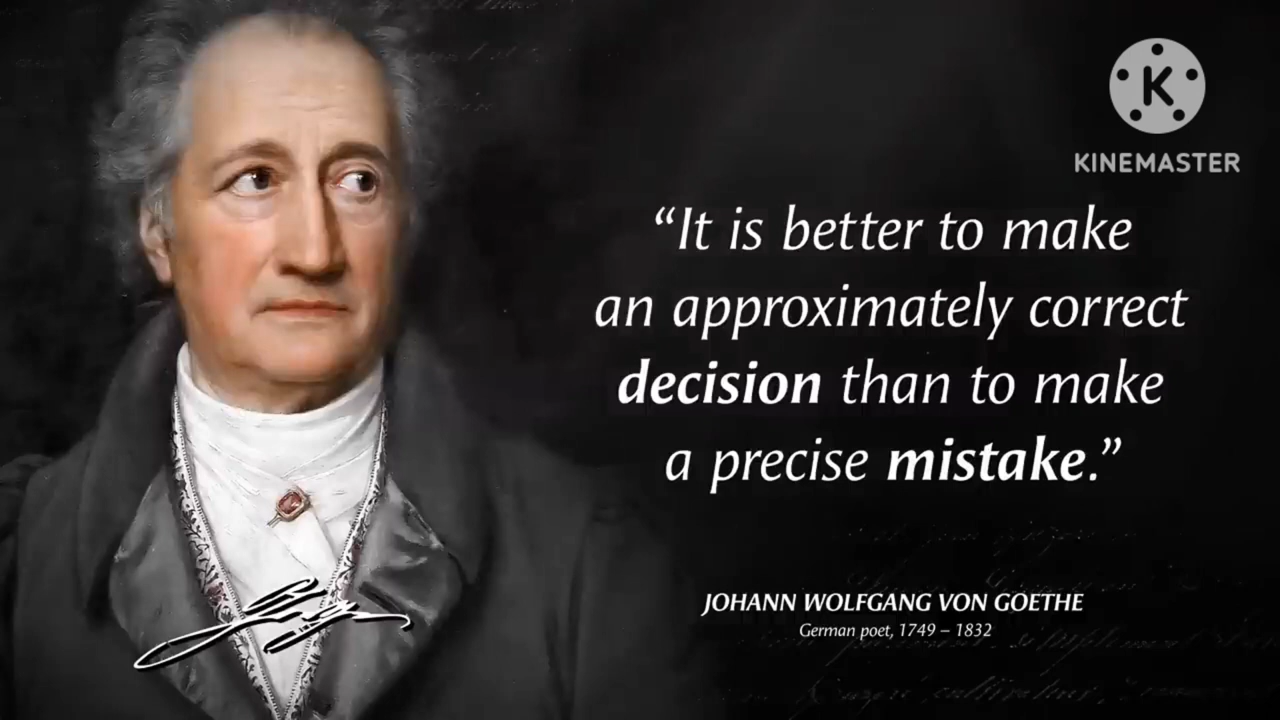 K
KINEMASTER
“It is better to make
an approximately correct
decision than to make
a precise mistake.”
JOHANN WOLFGANG VON GOETHE
German poet, 1749 – 1832